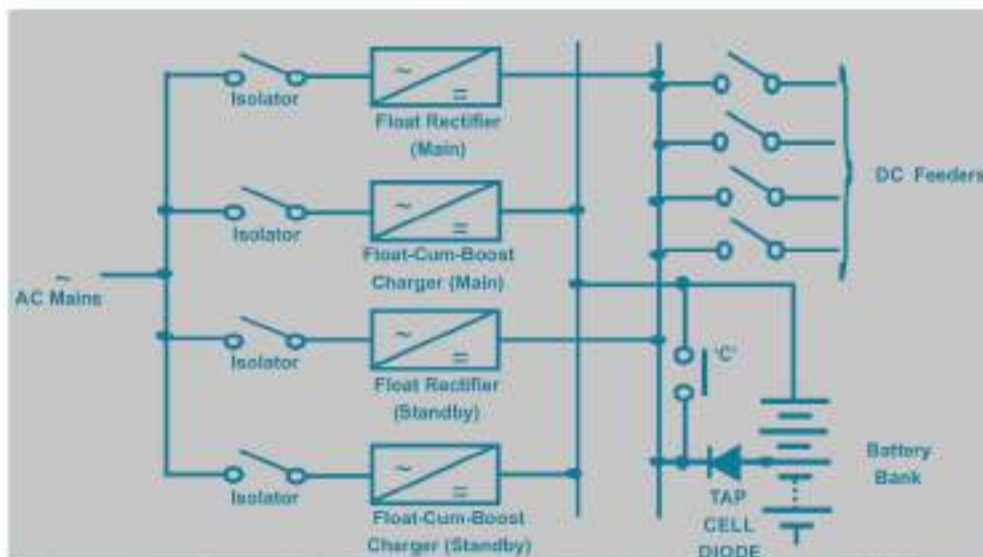 Isolator
Float Rectifier
(Main)
DC Feeders
Isolator
Float-Cum-Boost
Charger (Main)
~
AC Mains
'C'
Isolator
Float Rectifier
(Standby)
Battery
Bank
Isolator
Float-Cum-Boost
Charger (Standby)
TAP
CELL
DIODE